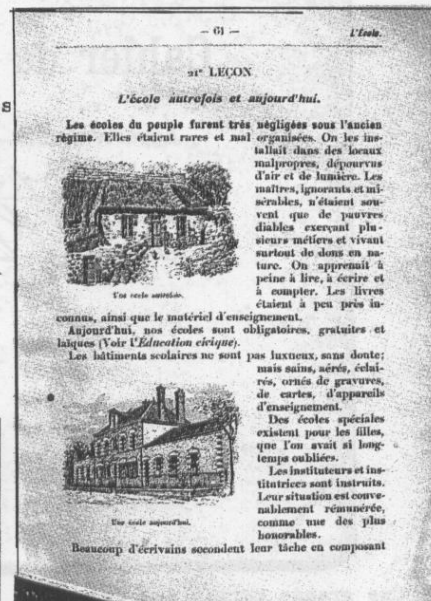 — 61 —
L'École.
21e LEÇON
L'école autrefois et aujourd'hui.
Les écoles du peuple furent très négligées sous l'ancien
régime. Elles étaient rares et mal organisées. On les ins-
tallait dans des locaux
malpropres, dépourvus
d'air et de lumière. Les
maîtres, ignorants et mi-
sérables, n'étaient sou-
vent que de pauvres
diables exerçant plu-
sieurs métiers et vivant
surtout de dons en na-
ture. On apprenait à
peine à lire, à écrire et
à compter. Les livres
étaient à peu près in-
connus, ainsi que le matériel d'enseignement.
Une école autrefois.
Aujourd'hui, nos écoles sont obligatoires, gratuites et
laïques (Voir l'Éducation civique).
Les bâtiments scolaires ne sont pas luxueux, sans doute;
mais sains, aérés, éclai-
rés, ornés de gravures,
de cartes, d'appareils
d'enseignement.
Des écoles spéciales
existent pour les filles,
que l'on avait si long-
temps oubliées.
Les instituteurs et ins-
titutrices sont instruits.
Leur situation est conve-
nablement rémunérée,
comme une des plus
honorables.
Une école aujourd'hui.
Beaucoup d'écrivains secondent leur tâche en composant
s